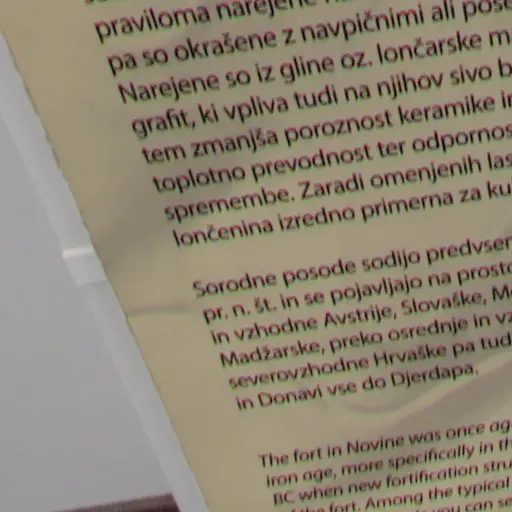 praviloma narejene
pa so okrašene z navpičnimi ali
Narejene so iz gline oz. lončarske
grafit, ki vpliva tudi na njihov sivo
tem zmanjša poroznost keramike
toplotno prevodnost ter odpornos
spremembe. Zaradi omenjenih las
lončenina izredno primerna za ku
Sorodne posode sodijo predvsem
pr. n. št. in se pojavljajo na prosto
in vzhodne Avstrije, Slovaške, M
Madžarske, preko osrednje in vz
severovzhodne Hrvaške pa tud
in Donavi vse do Djerdapa.
The fort in Novine was once ag
Iron age, more specifically in th
BC when new fortification stru
the fort. Among the typical
you can se